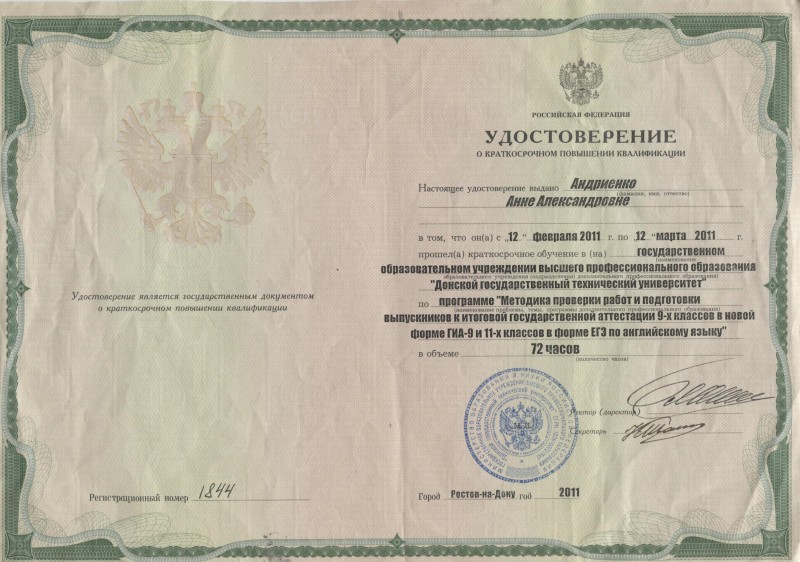 Удостоверение является государственным документом
о краткосрочном повышении квалификации
Регистрационный номер 1844
РОССИЙСКАЯ ФЕДЕРАЦИЯ
УДОСТОВЕРЕНИЕ
О КРАТКОСРОЧНОМ ПОВЫШЕНИИ КВАЛИФИКАЦИИ
Настоящее удостоверение выдано Андриенко
(фамилия, имя, отчество)
Анне Александровне
в том, что он(а) с „12 “ февраля 2011 г. по „12 “ марта 2011 г.
прошел(а) краткосрочное обучение в (на) государственном
(наименование
образовательном учреждении высшего профессионального образования
образовательного учреждения (подразделения) дополнительного профессионального образования)
"Донской государственный технический университет"
по программе "Методика проверки работ и подготовки
(наименование проблемы, темы, программы дополнительного профессионального образования)
выпускников к итоговой государственной аттестации 9-х классов в новой
форме ГИА-9 и 11-х классов в форме ЕГЭ по английскому языку"
в объеме 72 часов
(количество часов)
Ректор (директор)
Секретарь
Город Ростов-на-Дону год 2011